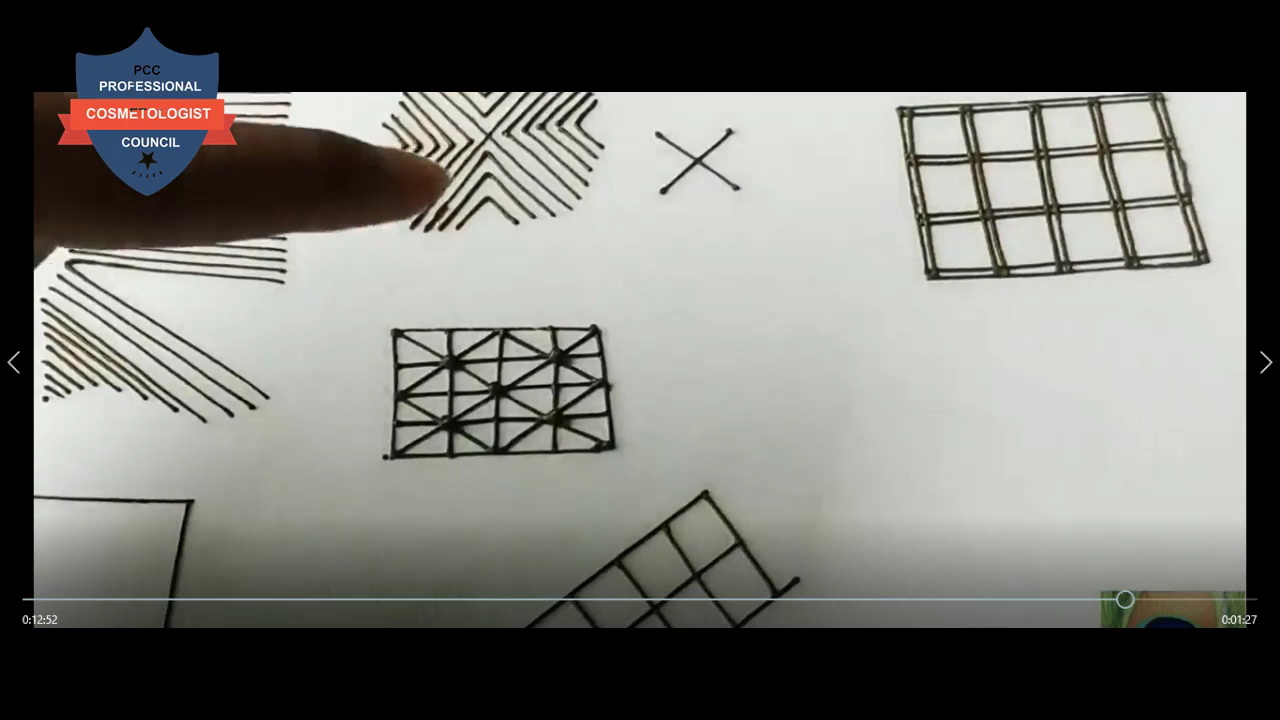 PCC
PROFESSIONAL
COSMETOLOGIST
COUNCIL
0:12:52
0:01:27